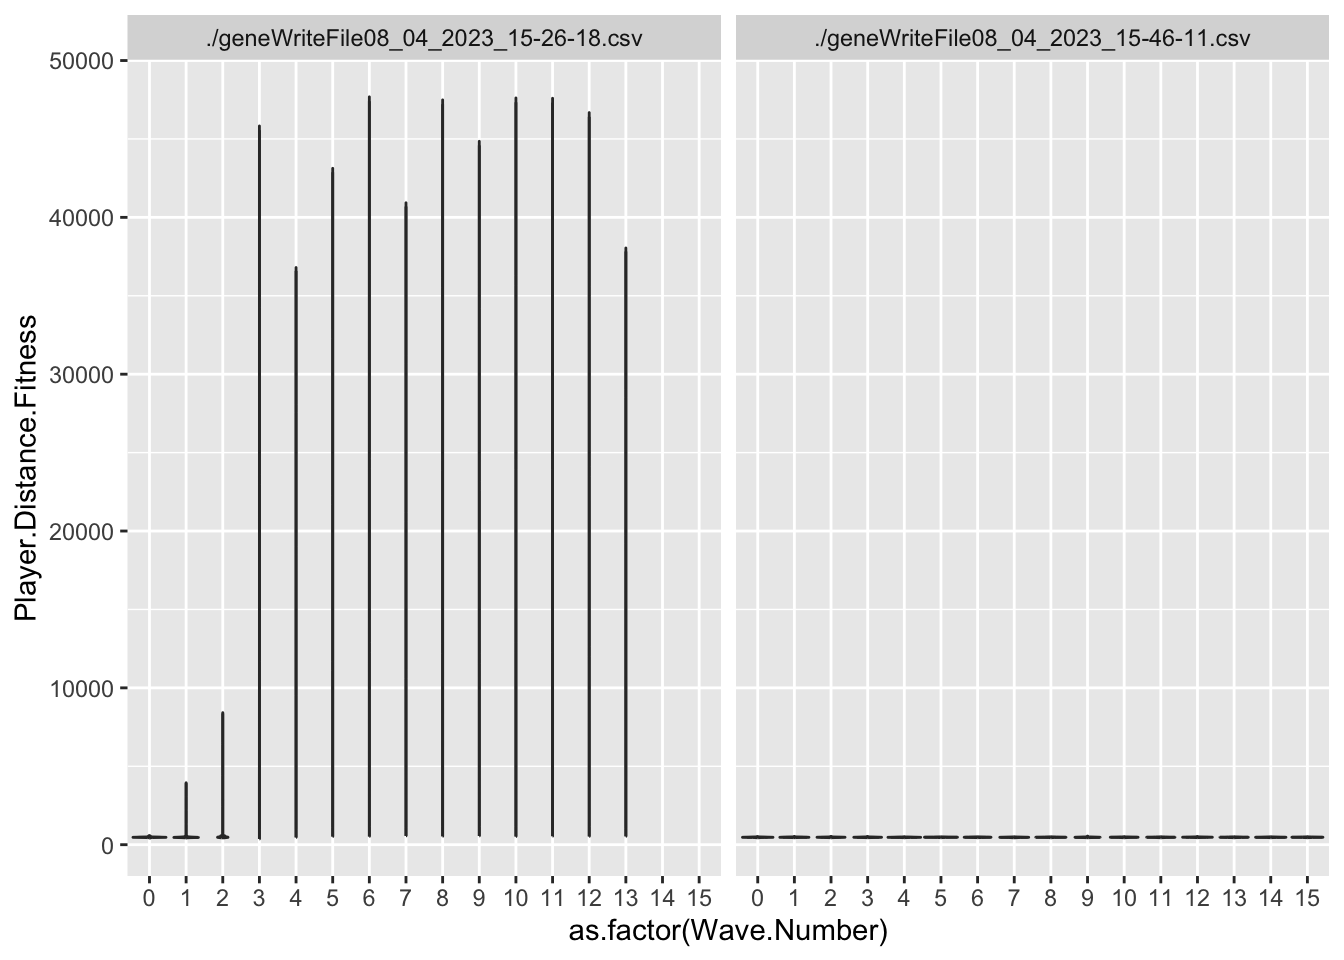 ./geneWriteFile08_04_2023_15-26-18.csv
./geneWriteFile08_04_2023_15-46-11.csv
Player.Distance.Fitness
50000
40000
30000
20000
10000
0
0 1 2 3 4 5 6 7 8 9 10 11 12 13 14 15
0 1 2 3 4 5 6 7 8 9 10 11 12 13 14 15
as.factor(Wave.Number)